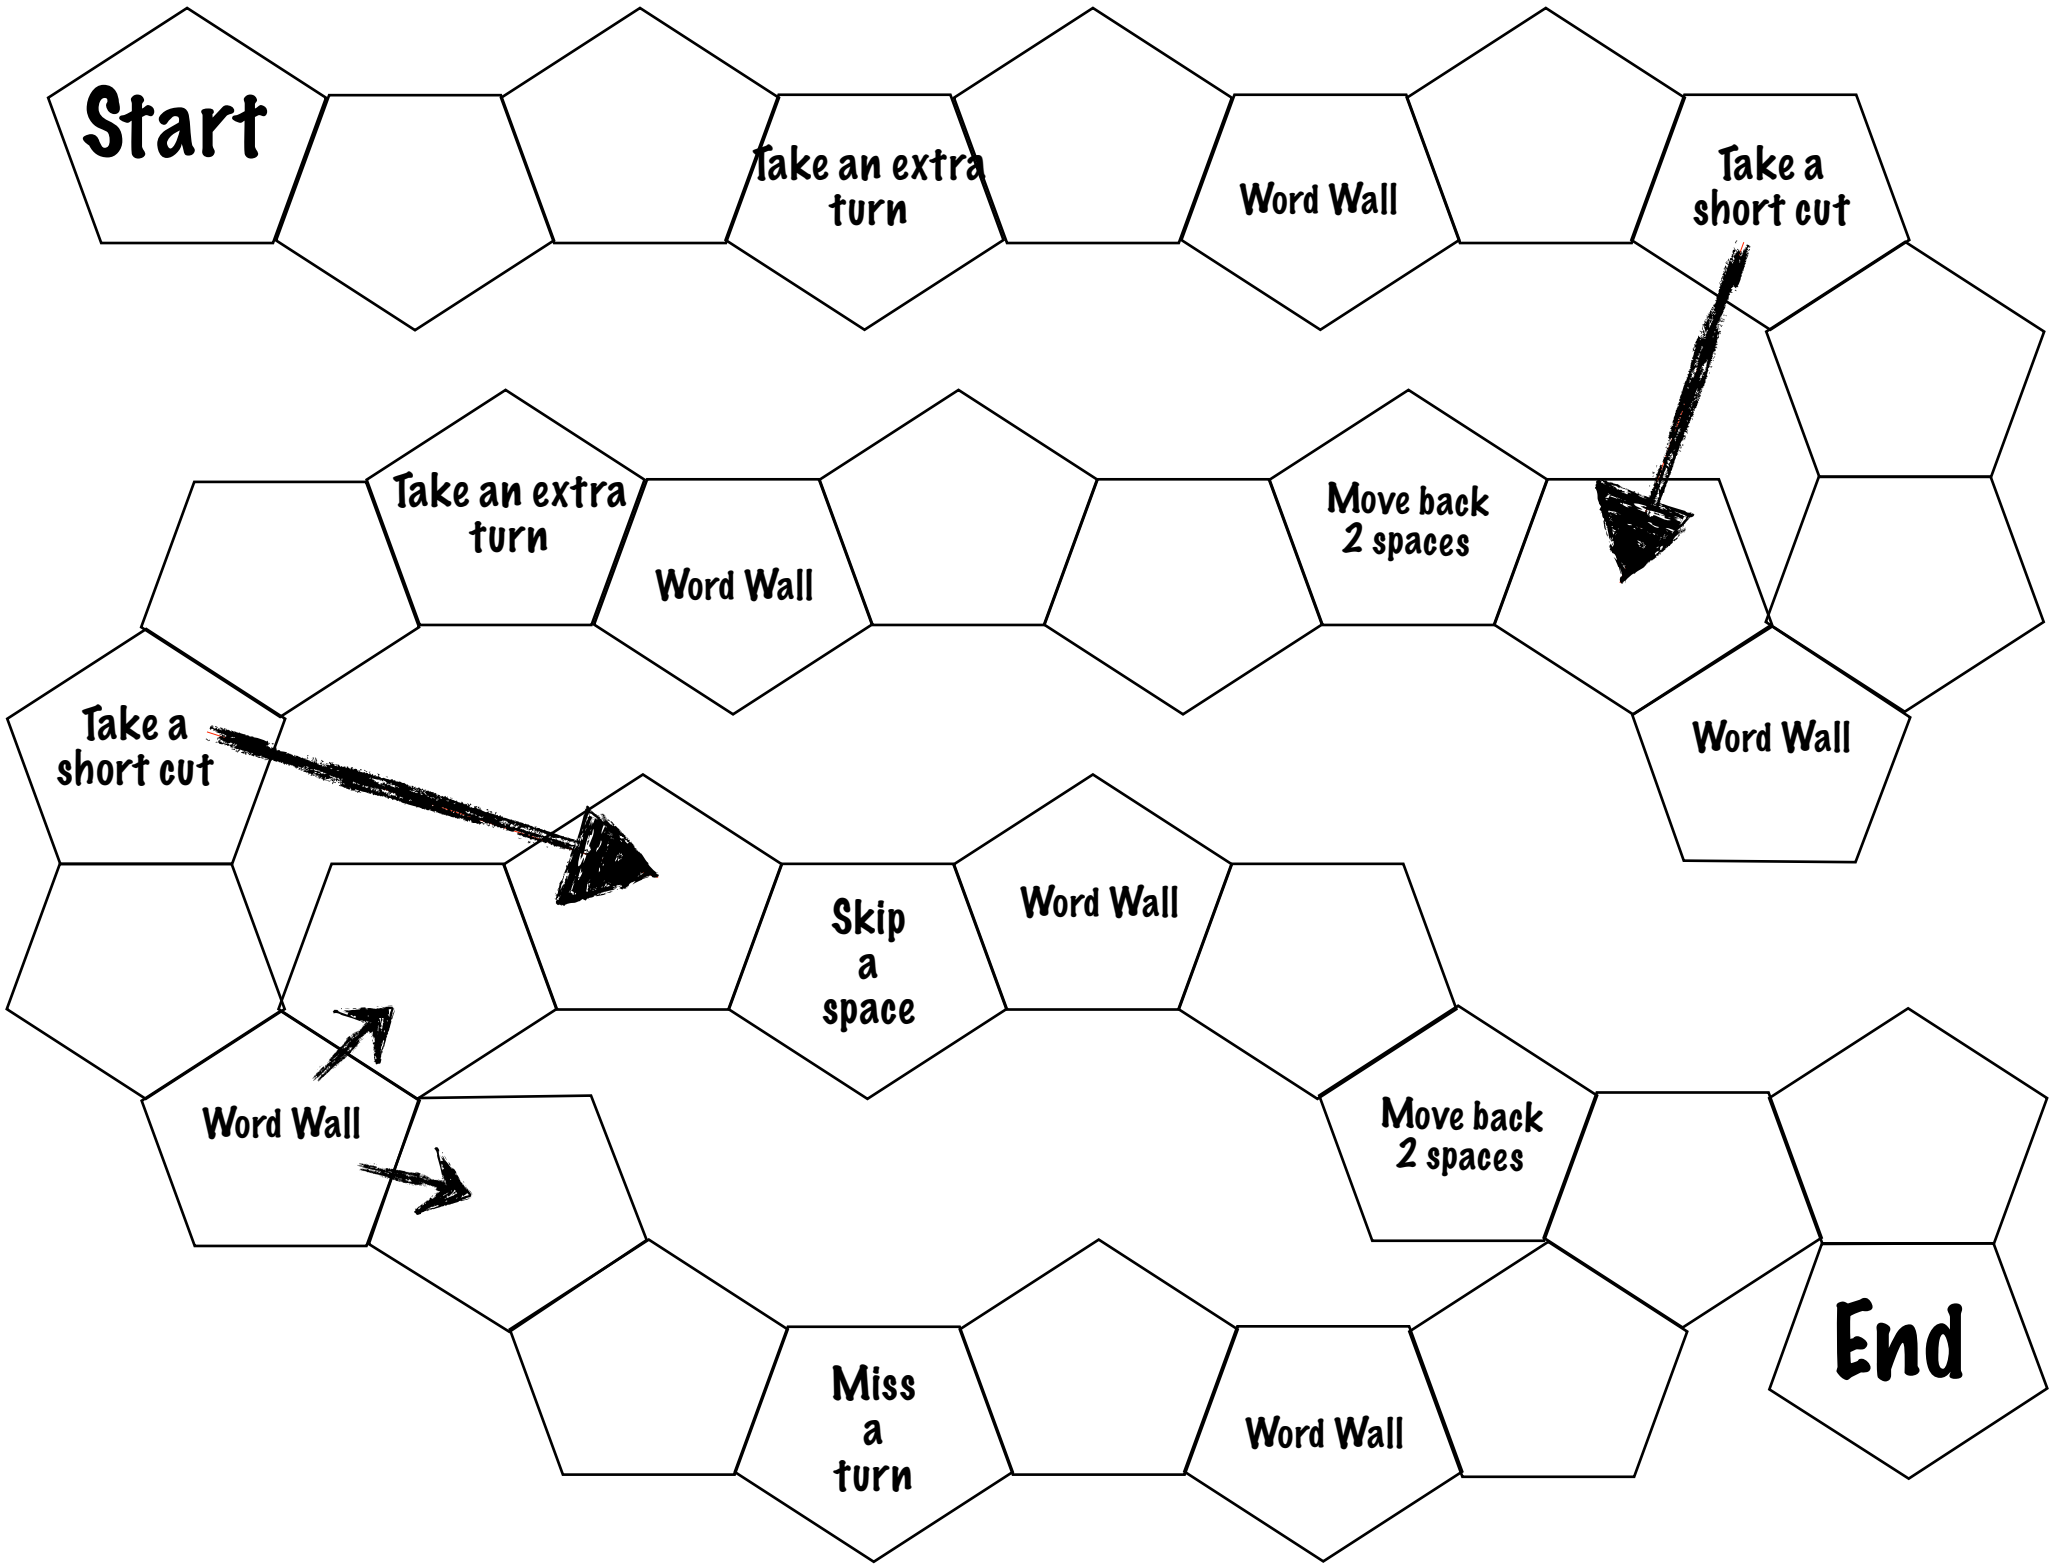 Start
Take an extra
turn
Word Wall
Take a
short cut
Take an extra
turn
Word Wall
Move back
2 spaces
Word Wall
Take a
short cut
Skip
a
space
Word Wall
Word Wall
Move back
2 spaces
Miss
a
turn
Word Wall
End